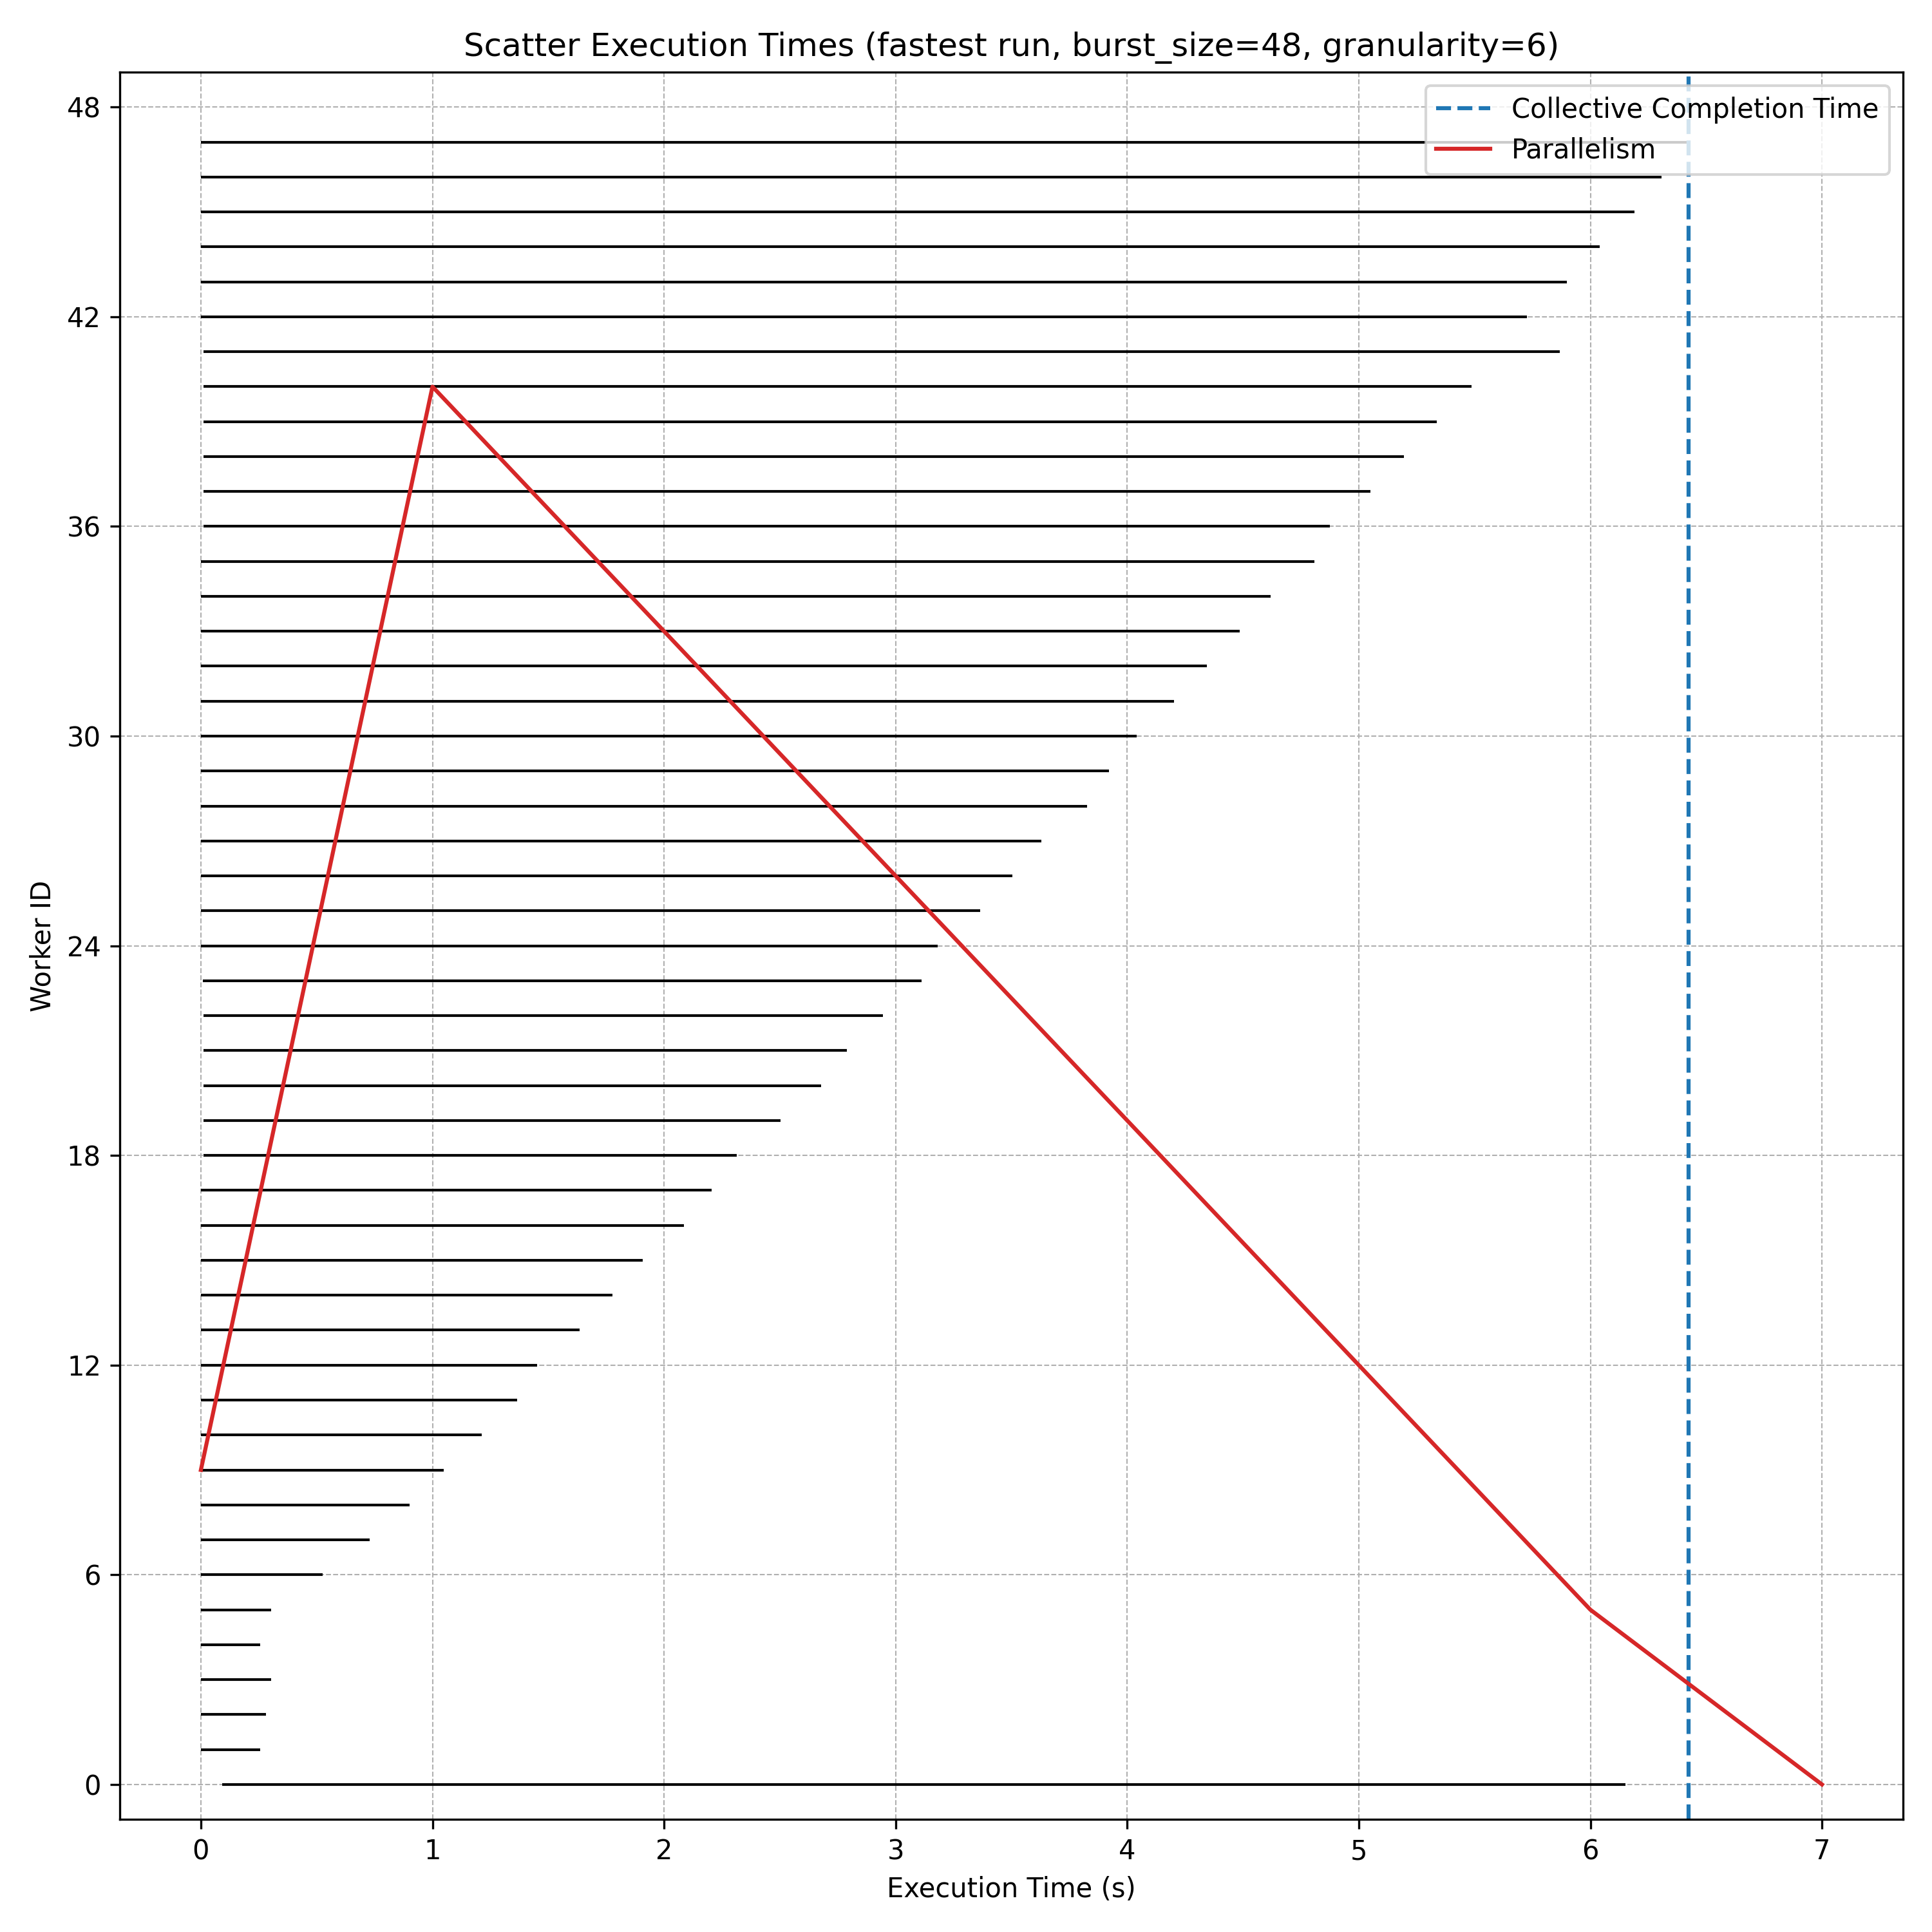 Scatter Execution Times (fastest run, burst_size=48, granularity=6)
Collective Completion Time
Parallelism
48
42
36
30
24
18
12
6
0
Worker ID
0 1 2 3 4 5 6 7
Execution Time (s)